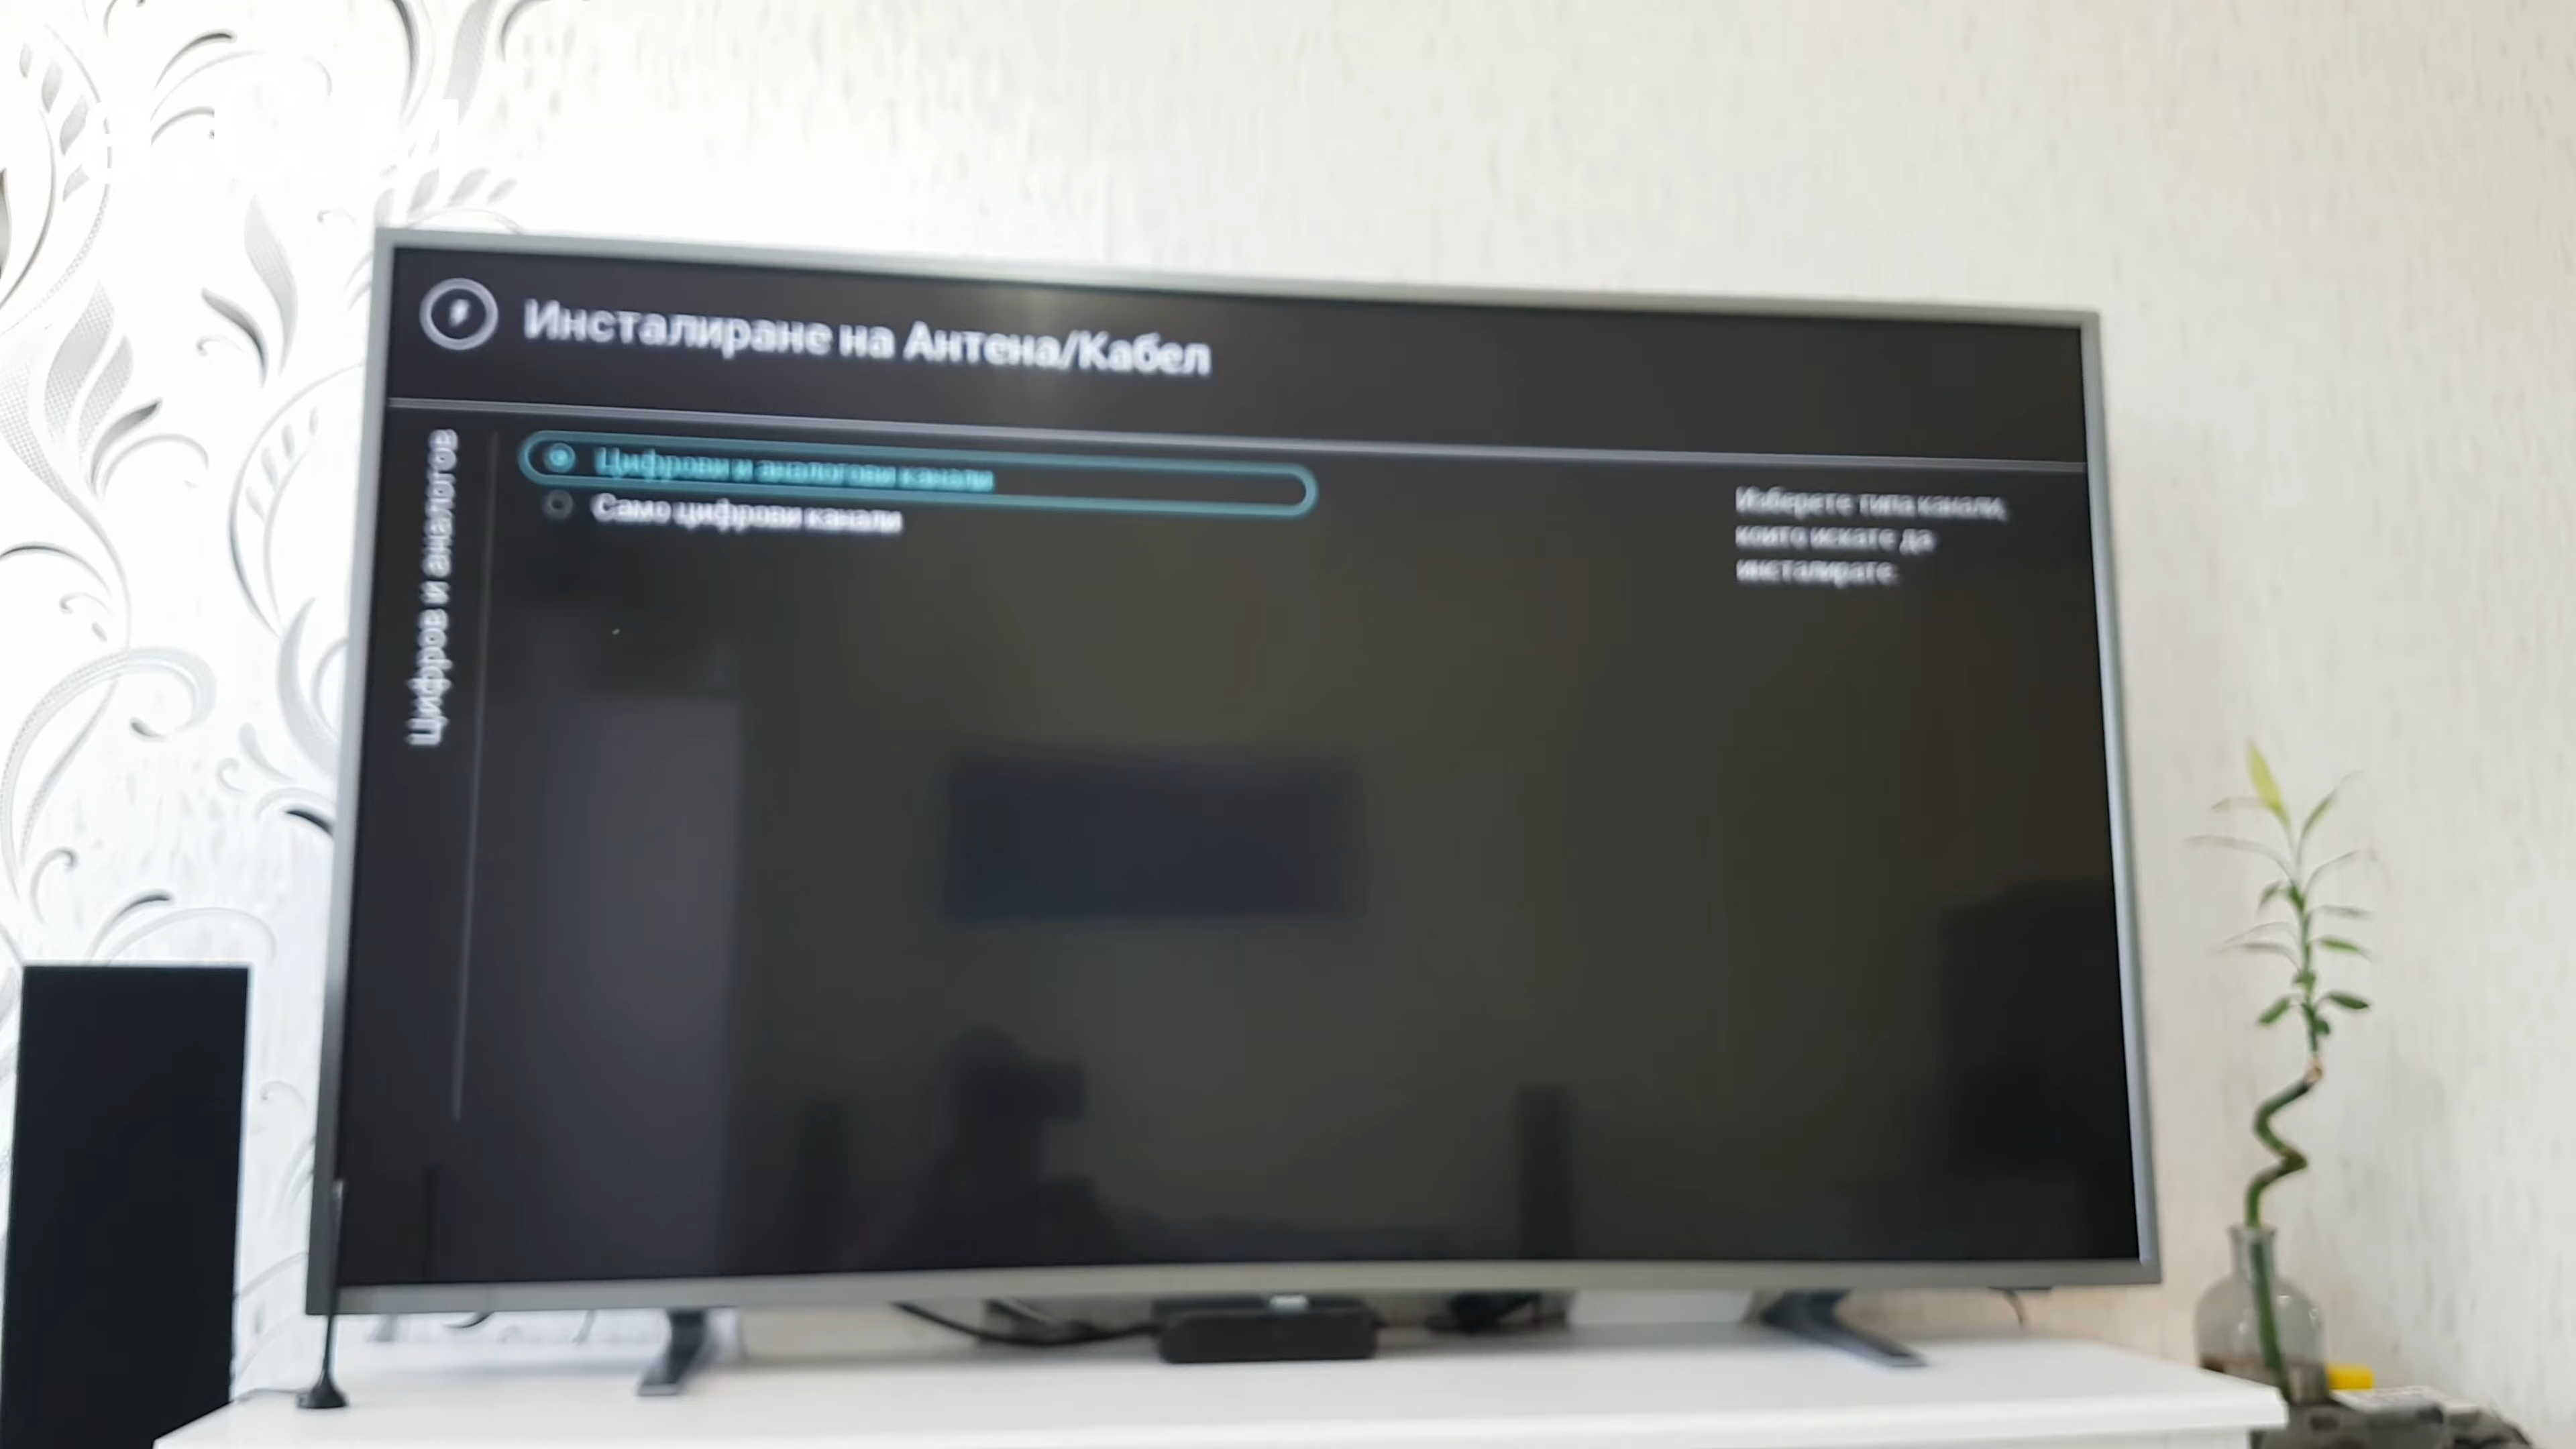 Инсталиране на Антена/Кабел
Цифров и аналогов
Цифрови и аналогови канали
Само цифрови канали
Изберете типа канали,
които искате да
инсталирате.